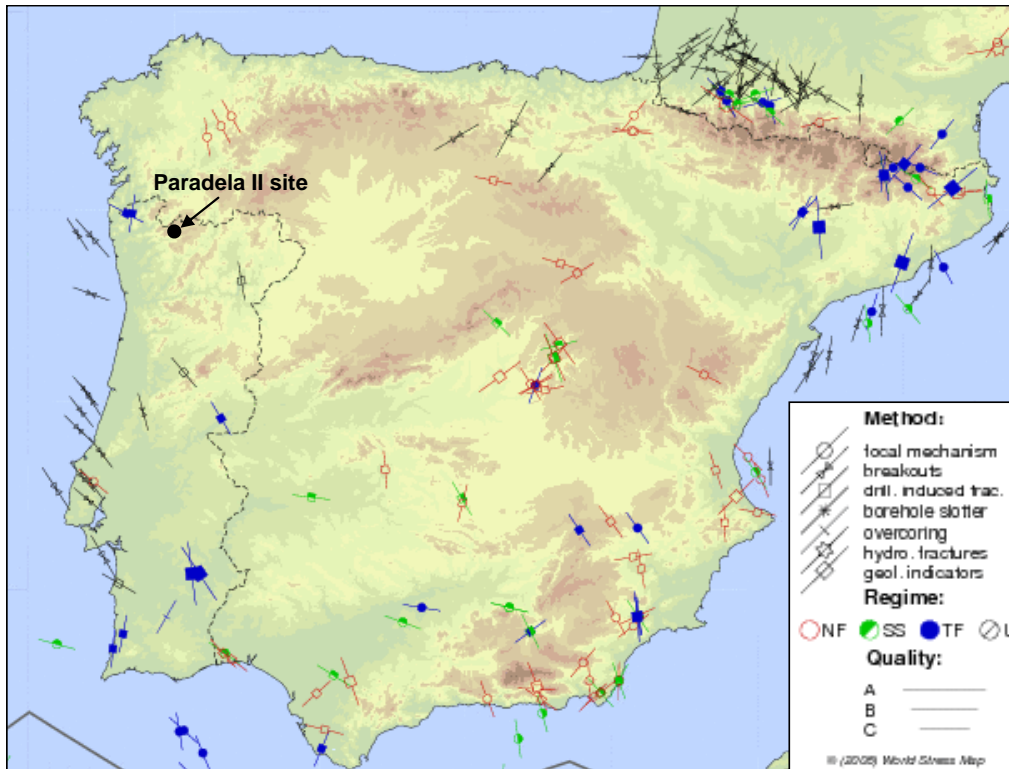 Paradela II site
Method:
focal mechanism
breakouts
drill. induced frac.
borehole slotter
overcoring
hydro. fractures
geol. indicators
Regime:
NF SS TF U
Quality:
A
B
C
© (2008) World Stress Map